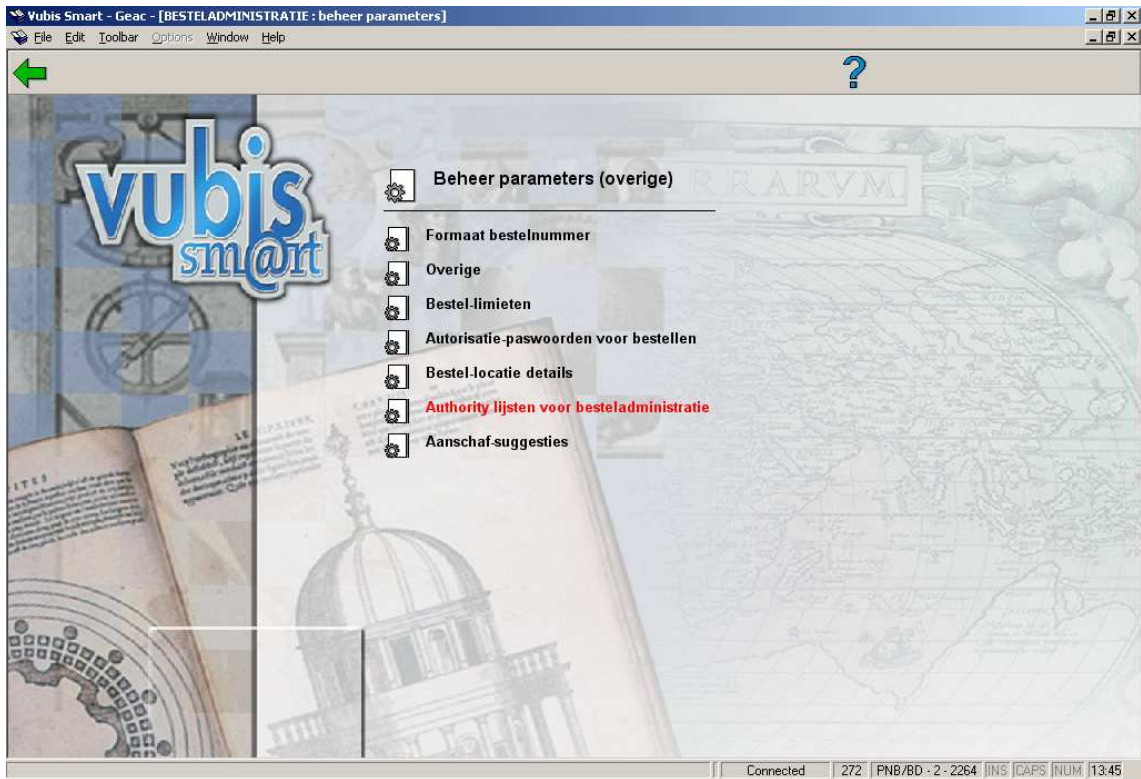 Vubis Smart - Geac - [BESTELADMINISTRATIE : beheer parameters]
File Edit Toolbar Options Window Help
?
vubis
sm@rt
RRARVM
Beheer parameters (overige)
Formaat bestelnummer
Overige
Bestel-limieten
Autorisatie-paswoorden voor bestellen
Bestel-locatie details
Authority lijsten voor besteladministratie
Aanschaf-suggesties
Connected 272 PNB/BD - 2 - 2264 INS CAPS NUM 13:45